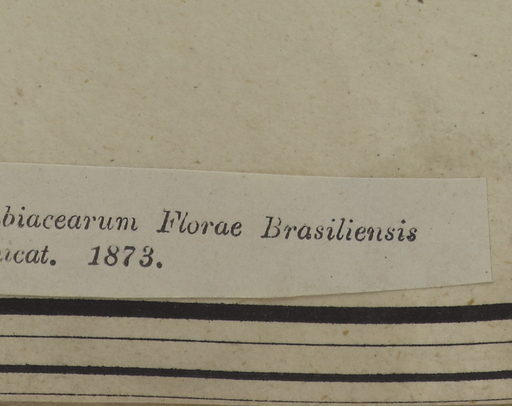 biacearum Florae Brasiliensis
icat. 1873.